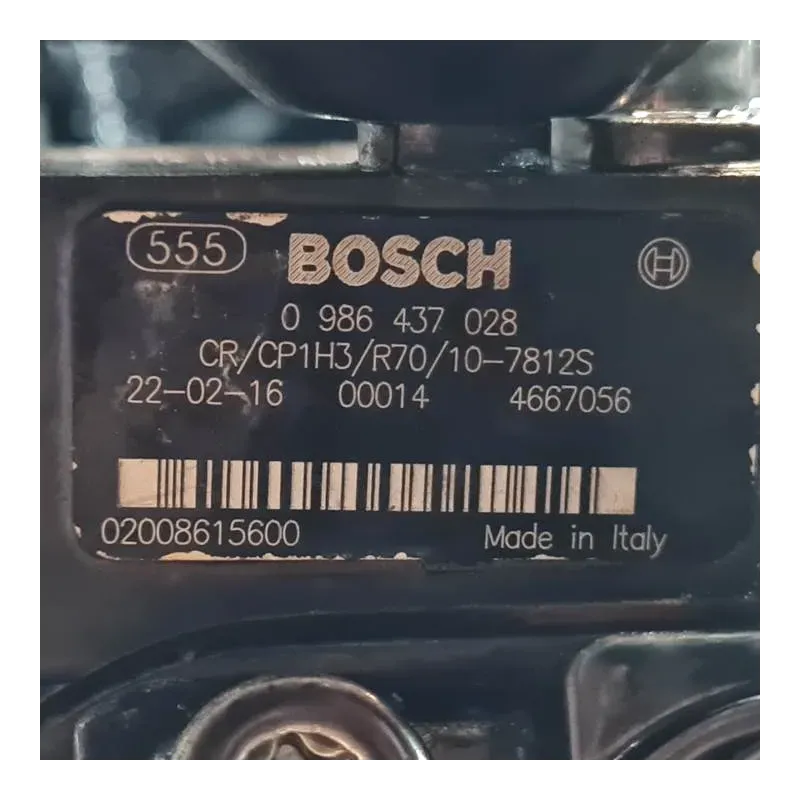 555 BOSCH H
0 986 437 028
CR/CP1H3/R70/10-7812S
22-02-16 00014 4667056
02008615600 Made in Italy